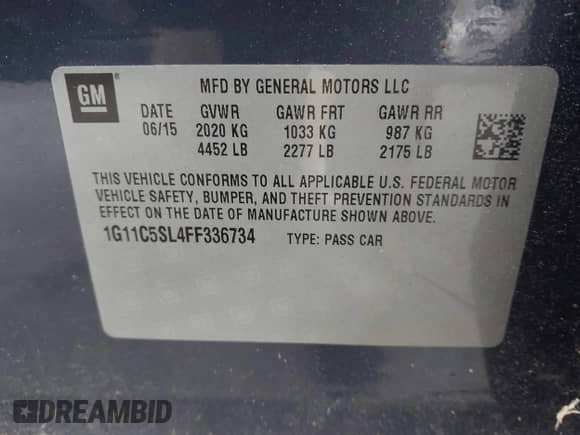 GM
MFD BY GENERAL MOTORS LLC
DATE GVWR GAWR FRT GAWR RR
06/15 2020 KG 1033 KG 987 KG
4452 LB 2277 LB 2175 LB
THIS VEHICLE CONFORMS TO ALL APPLICABLE U.S. FEDERAL MOTOR
VEHICLE SAFETY, BUMPER, AND THEFT PREVENTION STANDARDS IN
EFFECT ON THE DATE OF MANUFACTURE SHOWN ABOVE.
1G11C5SL4FF336734 TYPE: PASS CAR
DREAMBID